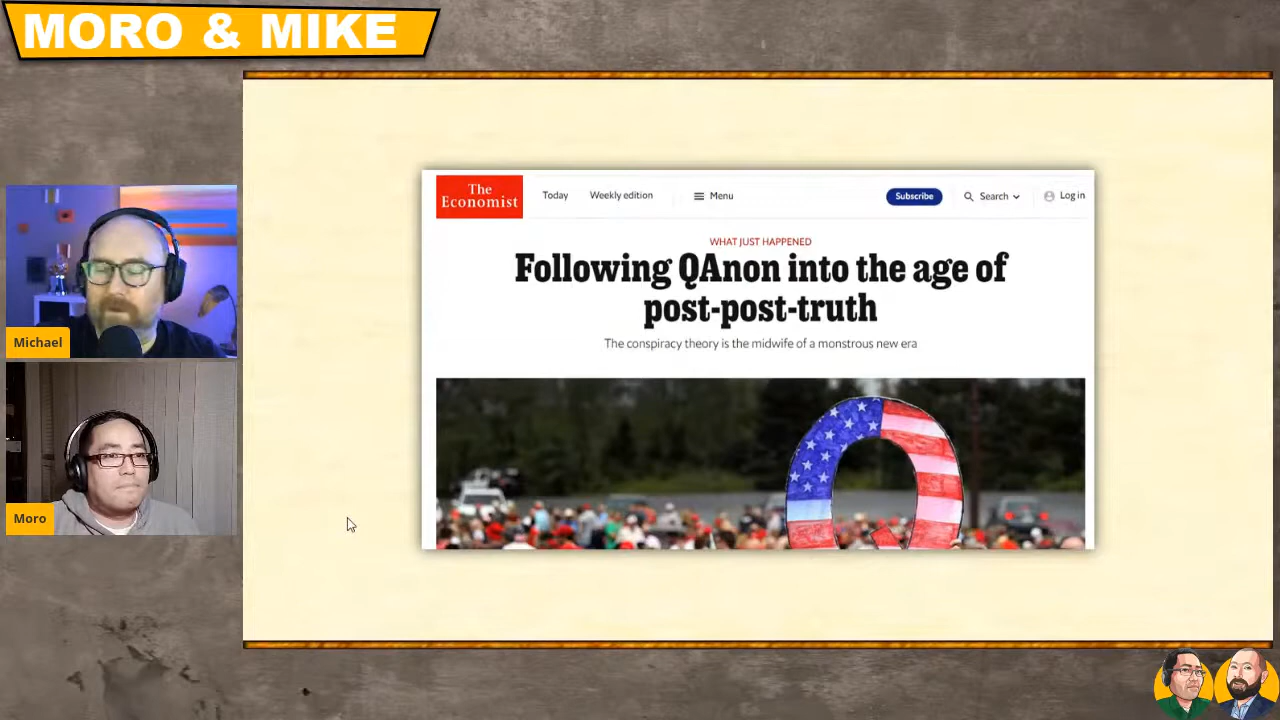 MORO & MIKE
The
Economist
Today
Weekly edition
Menu
Subscribe
Search
Log in
WHAT JUST HAPPENED
Following QAnon into the age of
post-post-truth
The conspiracy theory is the midwife of a monstrous new era
Q
Michael
Moro